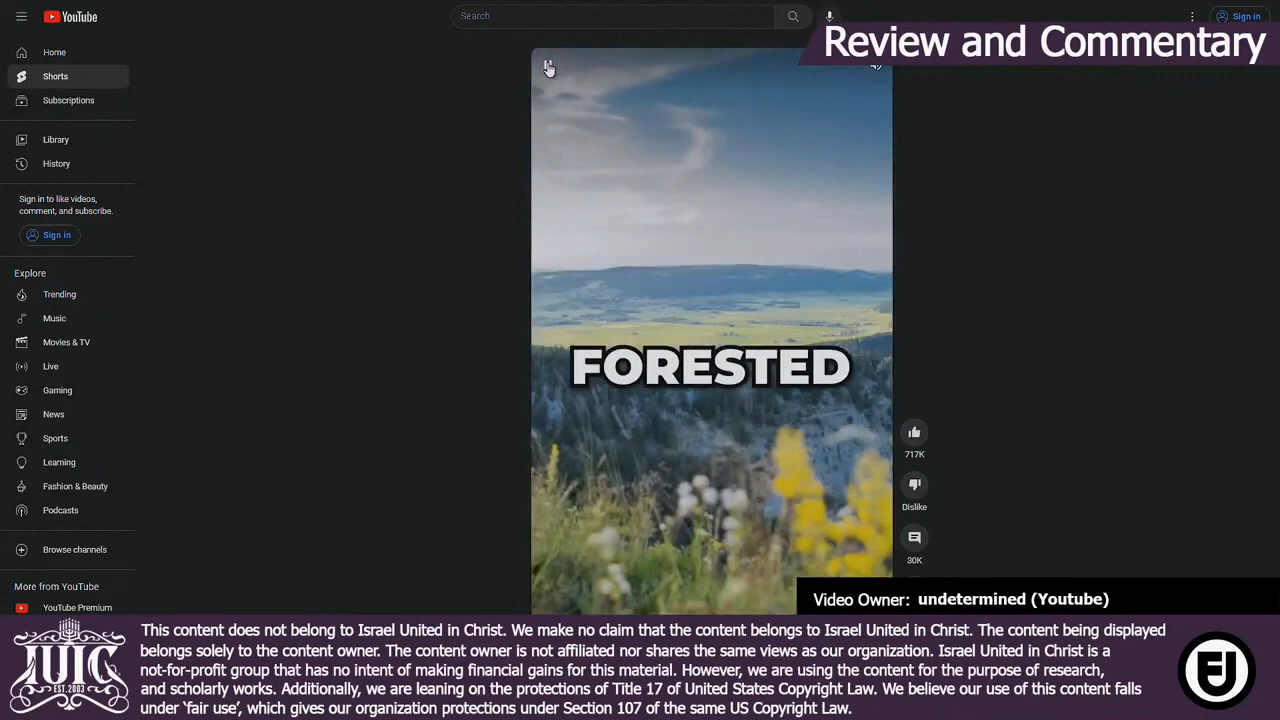 YouTube
Search
Sign in
Review and Commentary
Home
Shorts
Subscriptions
Library
History
Sign in to like videos,
comment, and subscribe.
Sign in
Explore
Trending
Music
Movies & TV
Live
Gaming
News
Sports
Learning
Fashion & Beauty
Podcasts
Browse channels
More from YouTube
YouTube Premium
FORESTED
717K
Dislike
30K
Video Owner: undetermined (Youtube)
IUIC
EST.2003
This content does not belong to Israel United in Christ. We make no claim that the content belongs to Israel United in Christ. The content being displayed
belongs solely to the content owner. The content owner is not affiliated nor shares the same views as our organization. Israel United in Christ is a
not-for-profit group that has no intent of making financial gains for this material. However, we are using the content for the purpose of research,
and scholarly works. Additionally, we are leaning on the protections of Title 17 of United States Copyright Law. We believe our use of this content falls
under ‘fair use’, which gives our organization protections under Section 107 of the same US Copyright Law.